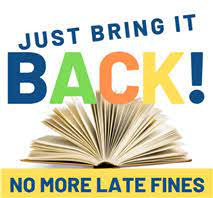 JUST BRING IT
BACK!
NO MORE LATE FINES